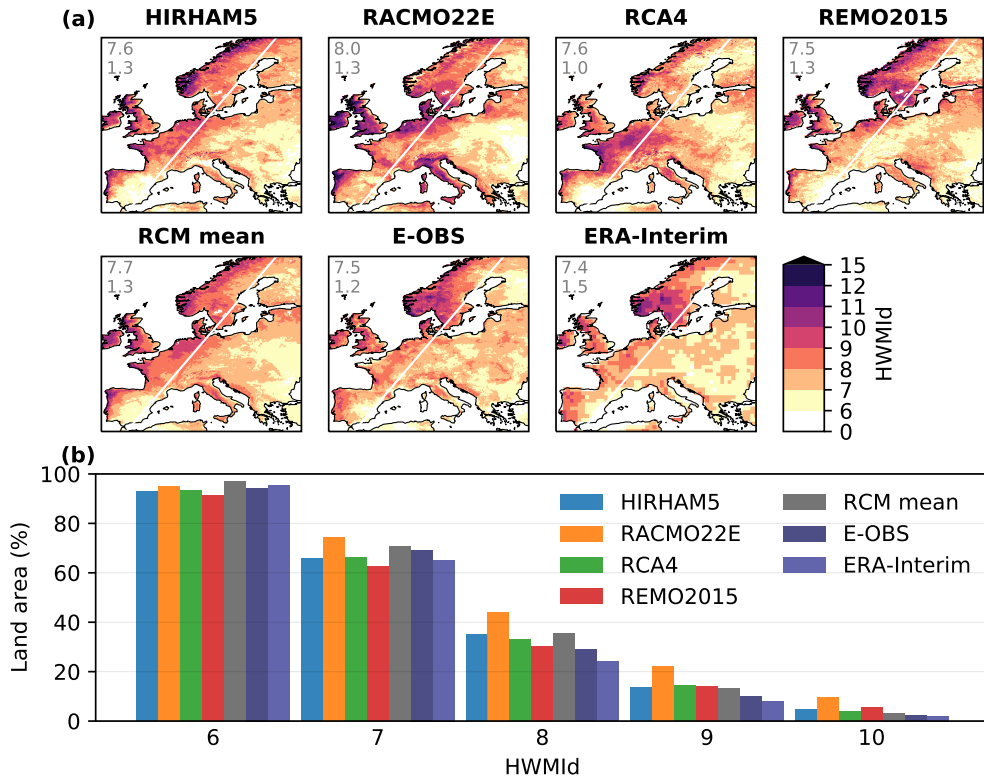 (a)
HIRHAM5
RACMO22E
RCA4
REMO2015
7.6
1.3
8.0
1.3
7.6
1.0
7.5
1.3
RCM mean
E-OBS
ERA-Interim
7.7
1.3
7.5
1.2
7.4
1.5
15
12
11
10
9
8
7
6
0
HWMId
(b)
100
80
60
40
20
0
Land area (%)
HIRHAM5
RACMO22E
RCA4
REMO2015
RCM mean
E-OBS
ERA-Interim
6
7
8
9
10
HWMId